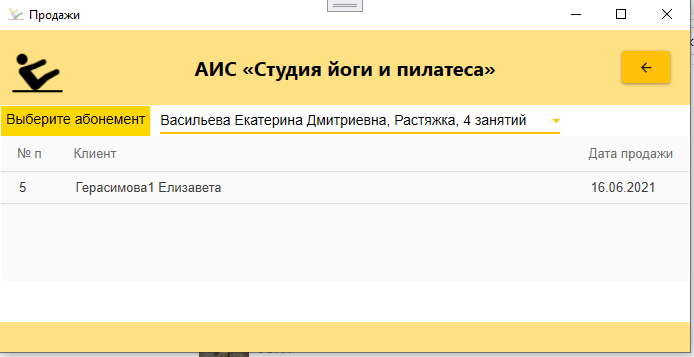 Продажи
АИС «Студия йоги и пилатеса»
Выберите абонемент
Васильева Екатерина Дмитриевна, Растяжка, 4 занятий
№ п Клиент Дата продажи
5 Герасимова1 Елизавета 16.06.2021